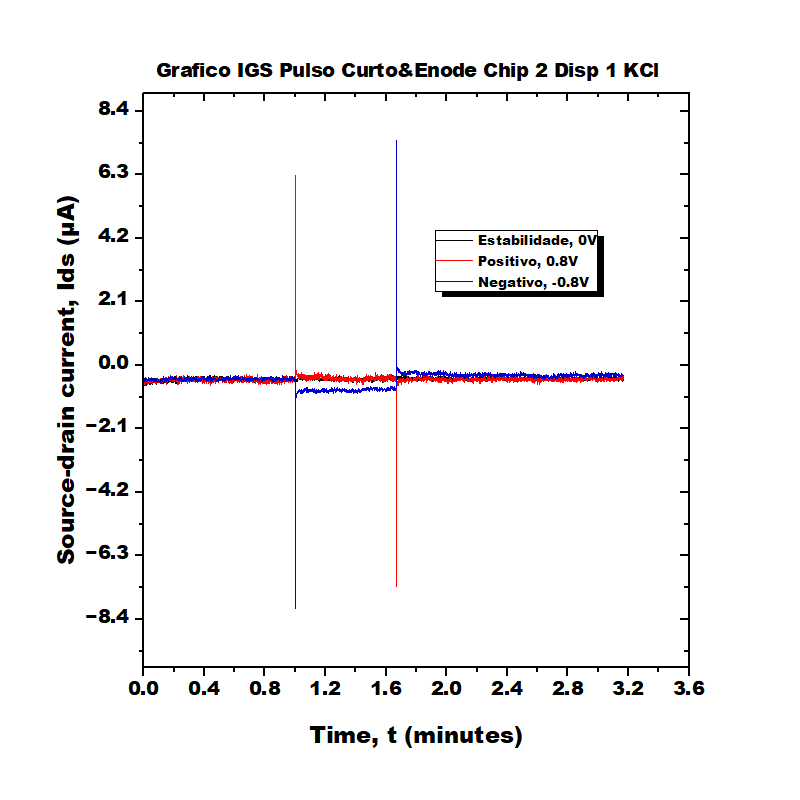 Grafico IGS Pulso Curto&Enode Chip 2 Disp 1 KCl
8.4
6.3
4.2
2.1
0.0
−2.1
−4.2
−6.3
−8.4
Source-drain current, Ids (µA)
Estabilidade, 0V
Positivo, 0.8V
Negativo, -0.8V
0.0 0.4 0.8 1.2 1.6 2.0 2.4 2.8 3.2 3.6
Time, t (minutes)